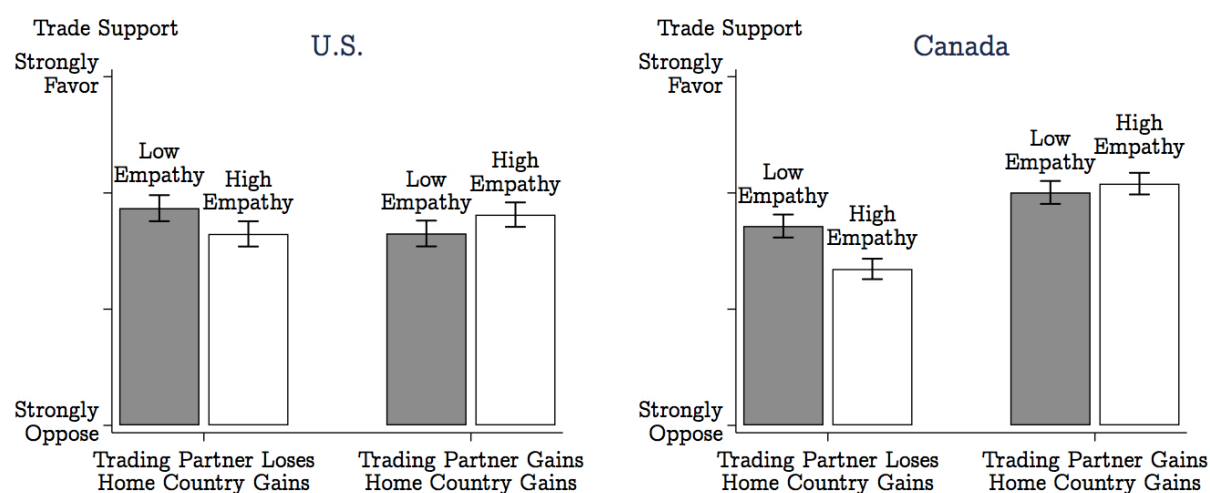 Trade Support
U.S.
Strongly
Favor
Low
Empathy
High
Empathy
Low
Empathy
High
Empathy
Strongly
Oppose
Trading Partner Loses
Home Country Gains
Trading Partner Gains
Home Country Gains
Trade Support
Canada
Strongly
Favor
Low
Empathy
High
Empathy
Low
Empathy
High
Empathy
Strongly
Oppose
Trading Partner Loses
Home Country Gains
Trading Partner Gains
Home Country Gains